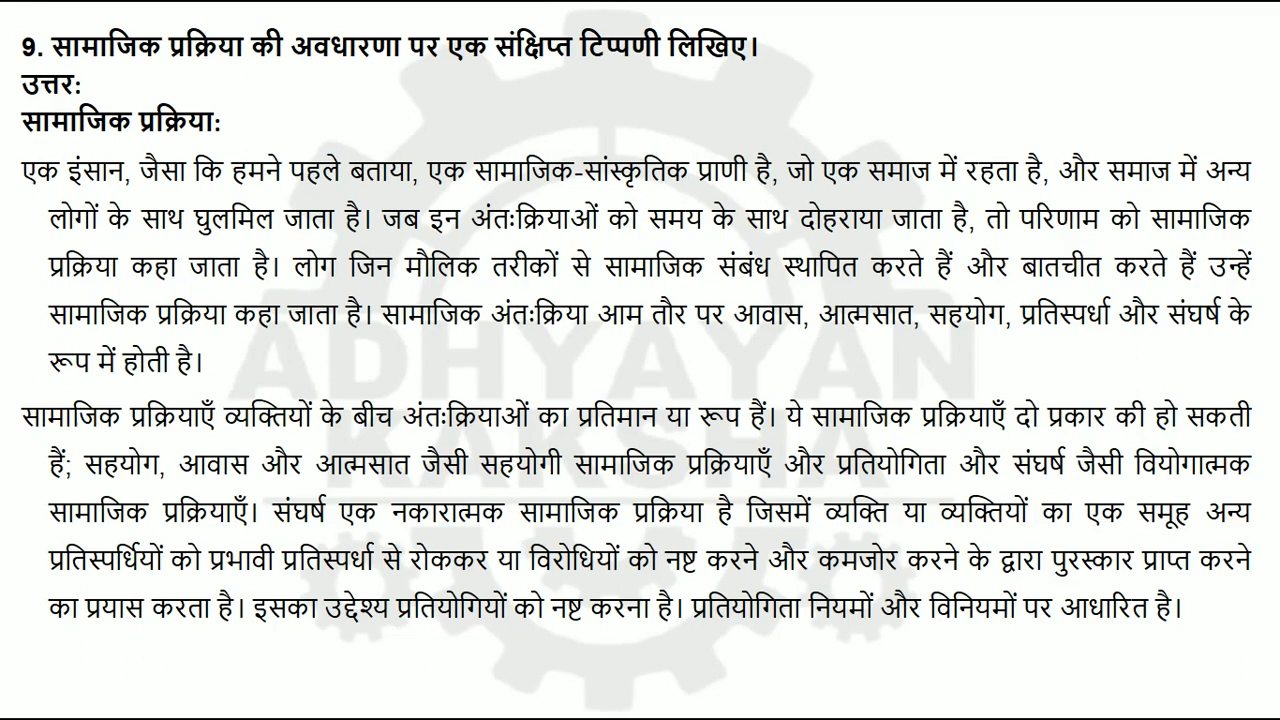 9. सामाजिक प्रक्रिया की अवधारणा पर एक संक्षिप्त टिप्पणी लिखिए।
उत्तर:
सामाजिक प्रक्रिया:
एक इंसान, जैसा कि हमने पहले बताया, एक सामाजिक-सांस्कृतिक प्राणी है, जो एक समाज में रहता है, और समाज में अन्य
लोगों के साथ घुलमिल जाता है। जब इन अंतःक्रियाओं को समय के साथ दोहराया जाता है, तो परिणाम को सामाजिक
प्रक्रिया कहा जाता है। लोग जिन मौलिक तरीकों से सामाजिक संबंध स्थापित करते हैं और बातचीत करते हैं उन्हें
सामाजिक प्रक्रिया कहा जाता है। सामाजिक अंतःक्रिया आम तौर पर आवास, आत्मसात, सहयोग, प्रतिस्पर्धा और संघर्ष के
रूप में होती है।
सामाजिक प्रक्रियाएँ व्यक्तियों के बीच अंतःक्रियाओं का प्रतिमान या रूप हैं। ये सामाजिक प्रक्रियाएँ दो प्रकार की हो सकती
हैं; सहयोग, आवास और आत्मसात जैसी सहयोगी सामाजिक प्रक्रियाएँ और प्रतियोगिता और संघर्ष जैसी वियोगात्मक
सामाजिक प्रक्रियाएँ। संघर्ष एक नकारात्मक सामाजिक प्रक्रिया है जिसमें व्यक्ति या व्यक्तियों का एक समूह अन्य
प्रतिस्पर्धियों को प्रभावी प्रतिस्पर्धा से रोककर या विरोधियों को नष्ट करने और कमजोर करने के द्वारा पुरस्कार प्राप्त करने
का प्रयास करता है। इसका उद्देश्य प्रतियोगियों को नष्ट करना है। प्रतियोगिता नियमों और विनियमों पर आधारित है।
ADHYAYAN
KAKSHA